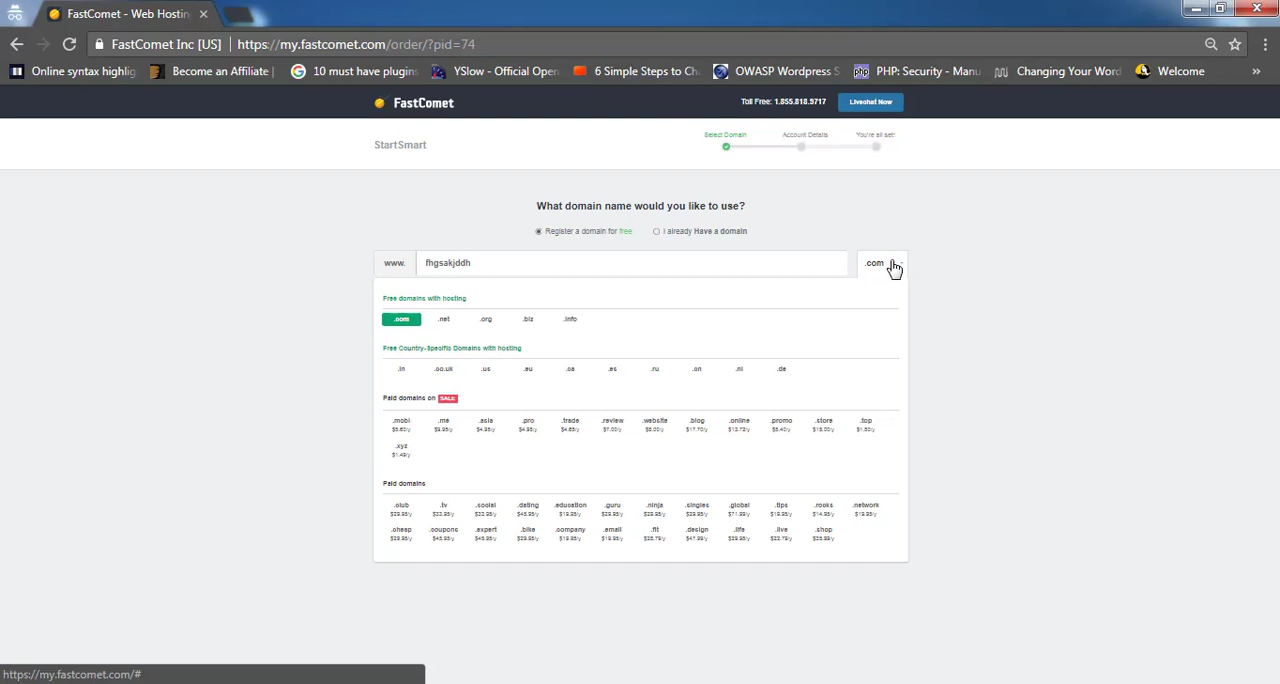 FastComet - Web Hostin
FastComet Inc [US] https://my.fastcomet.com/order/?pid=74
Online syntax highlig Become an Affiliate 10 must have plugins YSlow - Official Open 6 Simple Steps to Ch OWASP Wordpress S PHP: Security - Manu Changing Your Word Welcome »
FastComet Toll Free: 1.855.818.9717 Livechat Now
StartSmart Select Domain Account Details You're all set!
What domain name would you like to use?
Register a domain for free I already Have a domain
www. fhgsakjddh .com
Free domains with hosting
.com .net .org .biz .info
Free Country-Specific Domains with hosting
.in .co.uk .us .eu .ca .es .ru .cn .nl .de
Paid domains on SALE
.mobi .me .asia .pro .trade .review .website .blog .online .promo .store .top
.xyz
Paid domains
.club .tv .social .dating .education .guru .ninja .singles .global .tips .rocks .network
.cheap .coupons .expert .bike .company .email .fit .design .life .live .shop
https://my.fastcomet.com/#